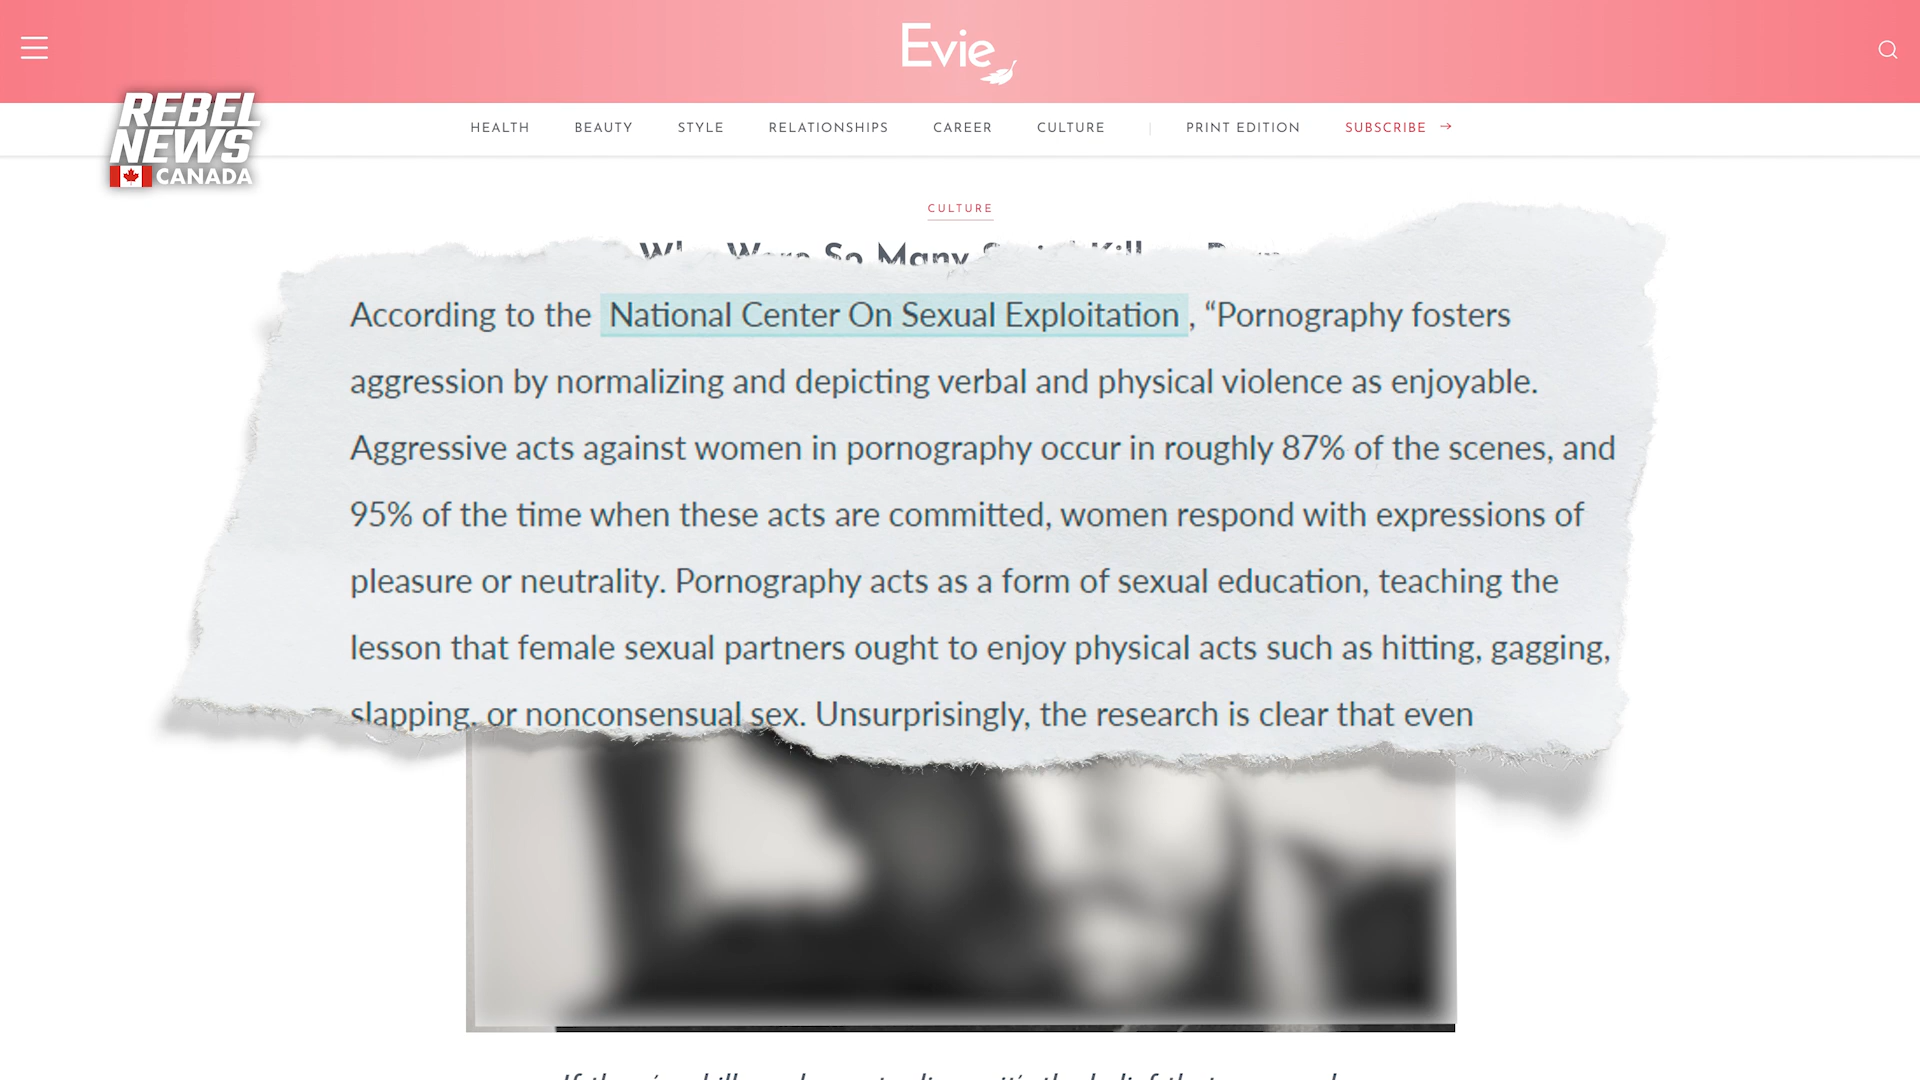 Evie
REBEL
NEWS
CANADA
HEALTH BEAUTY STYLE RELATIONSHIPS CAREER CULTURE PRINT EDITION SUBSCRIBE →
CULTURE
So Many
According to the National Center On Sexual Exploitation, “Pornography fosters
aggression by normalizing and depicting verbal and physical violence as enjoyable.
Aggressive acts against women in pornography occur in roughly 87% of the scenes, and
95% of the time when these acts are committed, women respond with expressions of
pleasure or neutrality. Pornography acts as a form of sexual education, teaching the
lesson that female sexual partners ought to enjoy physical acts such as hitting, gagging,
slapping, or nonconsensual sex. Unsurprisingly, the research is clear that even